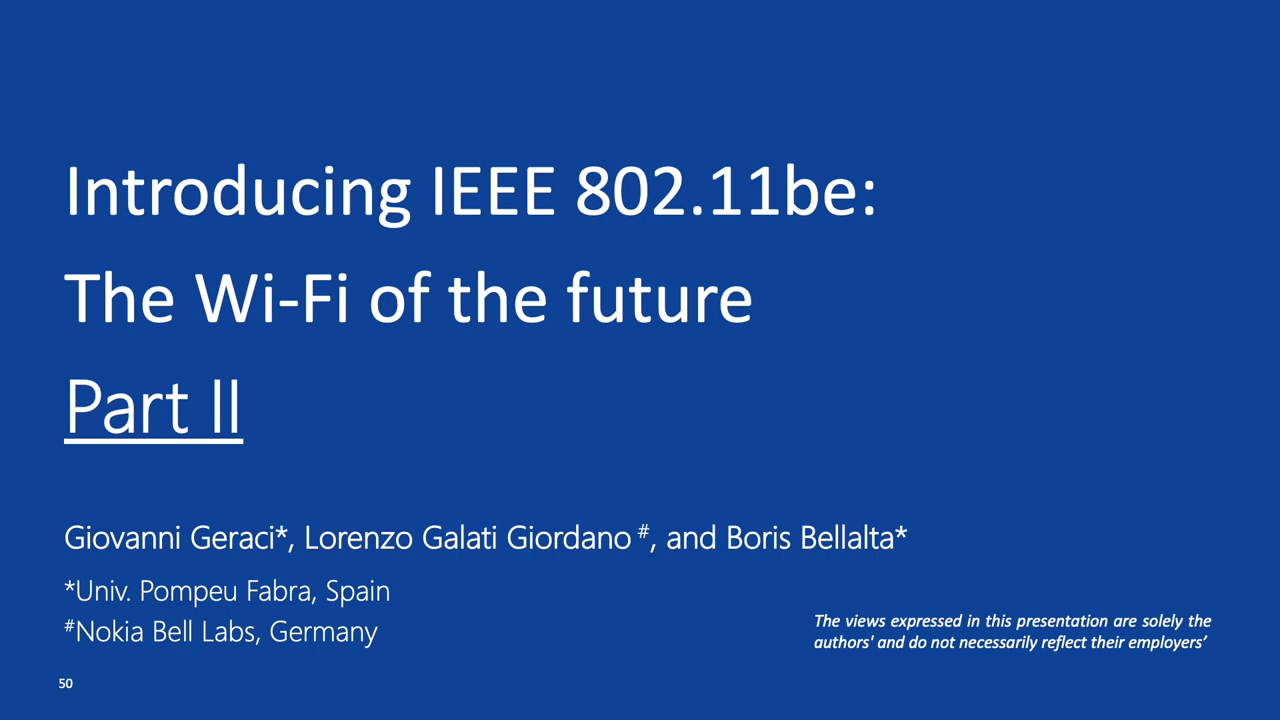 Introducing IEEE 802.11be:
The Wi-Fi of the future
Part II
Giovanni Geraci*, Lorenzo Galati Giordano #, and Boris Bellalta*
*Univ. Pompeu Fabra, Spain
#Nokia Bell Labs, Germany
The views expressed in this presentation are solely the
authors' and do not necessarily reflect their employers’
50